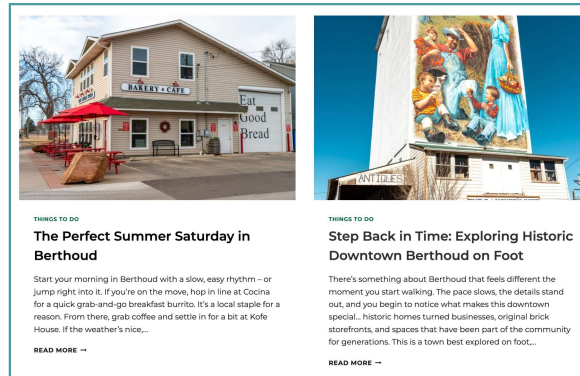 BAKERY & CAFE
Eat
Good
Bread
ANTIQUES
THINGS TO DO
The Perfect Summer Saturday in
Berthoud
Start your morning in Berthoud with a slow, easy rhythm – or
jump right into it. If you're on the move, hop in line at Cocina
for a quick grab-and-go breakfast burrito. It's a local staple for a
reason. From there, grab coffee and settle in for a bit at Kofe
House. If the weather's nice,...
READ MORE →
THINGS TO DO
Step Back in Time: Exploring Historic
Downtown Berthoud on Foot
There's something about Berthoud that feels different the
moment you start walking. The pace slows, the details stand
out, and you begin to notice what makes this downtown
special... historic homes turned businesses, original brick
storefronts, and spaces that have been part of the community
for generations. This is a town best explored on foot,...
READ MORE →